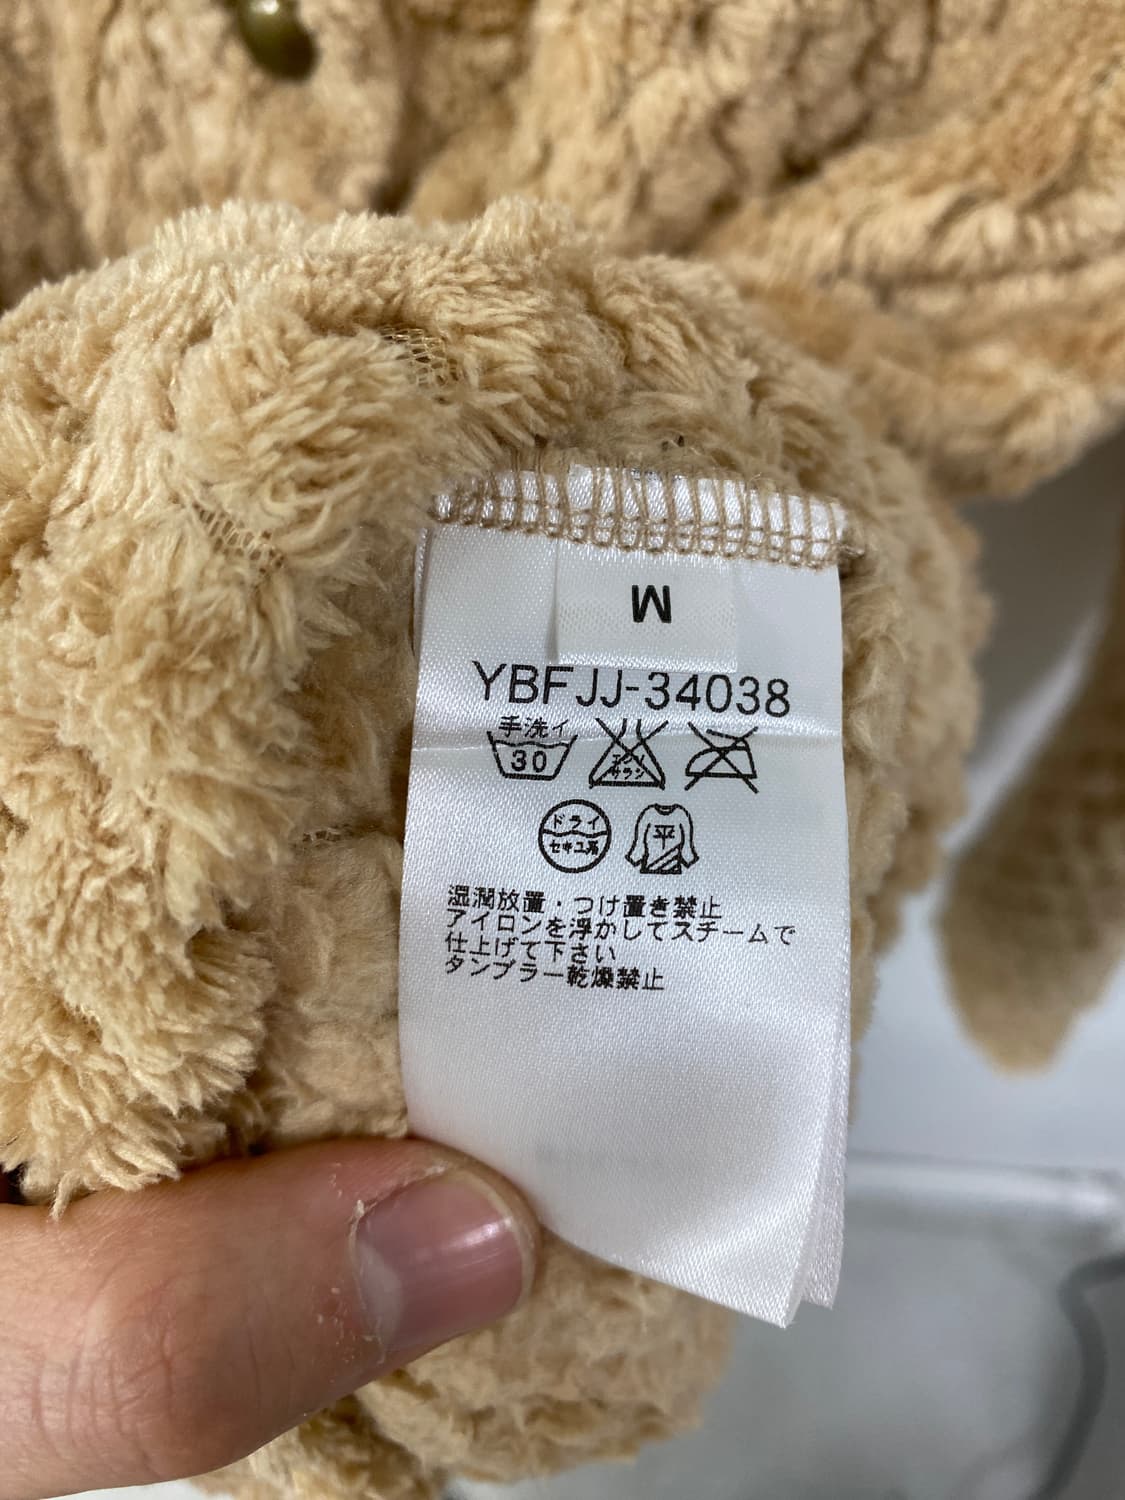 M
YBFJJ-34038
手洗イ
30
エンソ
サラシ
ドライ
セキユ系
平
湿潤放置・つけ置き禁止
アイロンを浮かしてスチームで
仕上げて下さい
タンブラー乾燥禁止